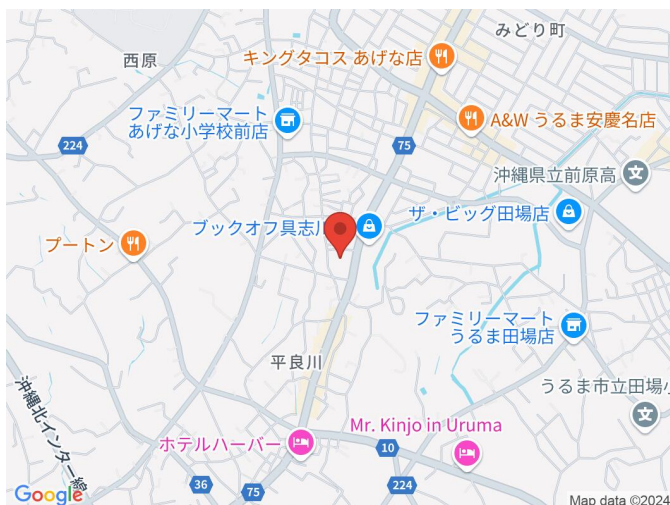 みどり町
西原
キングタコス あげな店
ファミリーマート
あげな小学校前店
A&W うるま安慶名店
224
75
沖縄県立前原高
ブックオフ具志川
ザ・ビッグ田場店
プートン
ファミリーマート
うるま田場店
平良川
うるま市立田場小
沖縄北インター線
Mr. Kinjo in Uruma
ホテルハーバー
10
36
75
224
Google
Map data ©2024